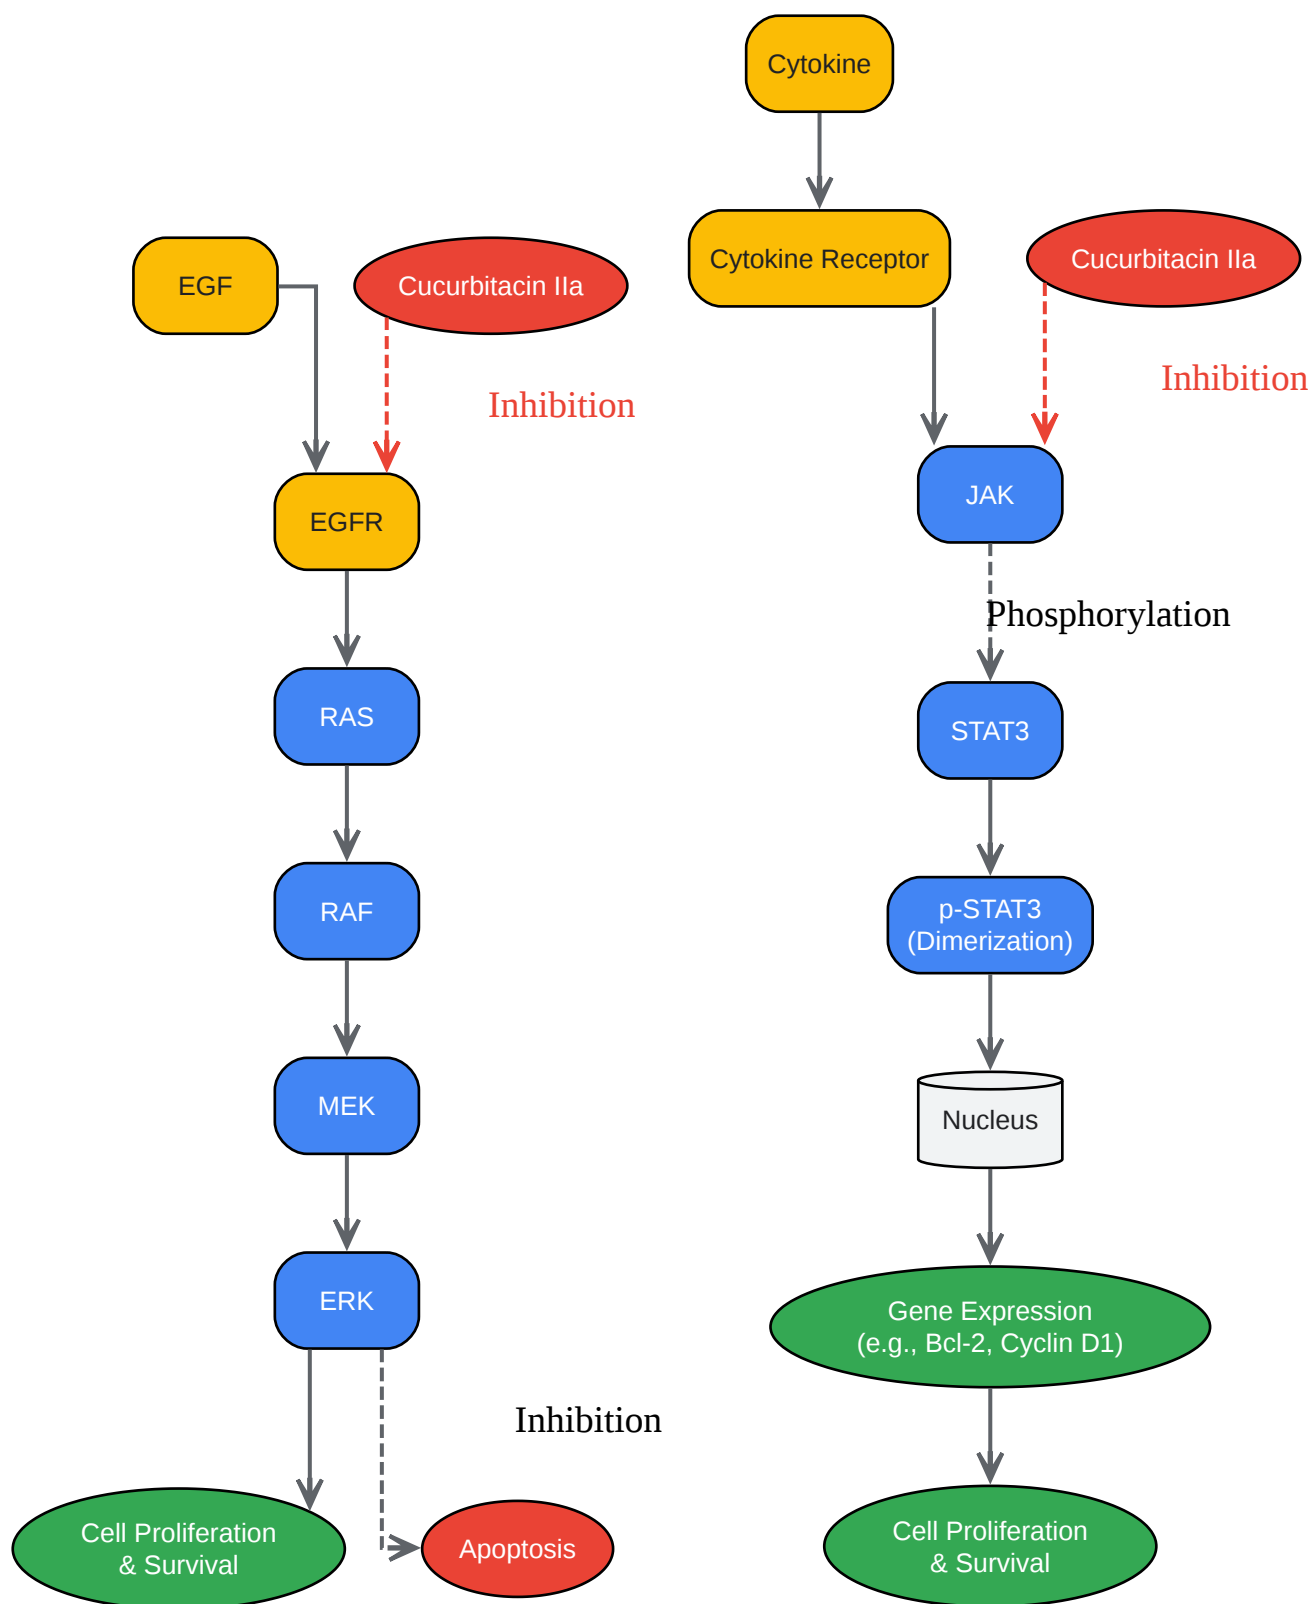 Cytokine
Cytokine Receptor
Cucurbitacin IIa
EGF
Cucurbitacin IIa
Inhibition
Inhibition
JAK
EGFR
Phosphorylation
RAS
STAT3
RAF
p-STAT3
(Dimerization)
MEK
Nucleus
ERK
Gene Expression
(e.g., Bcl-2, Cyclin D1)
Inhibition
Cell Proliferation
& Survival
Apoptosis
Cell Proliferation
& Survival